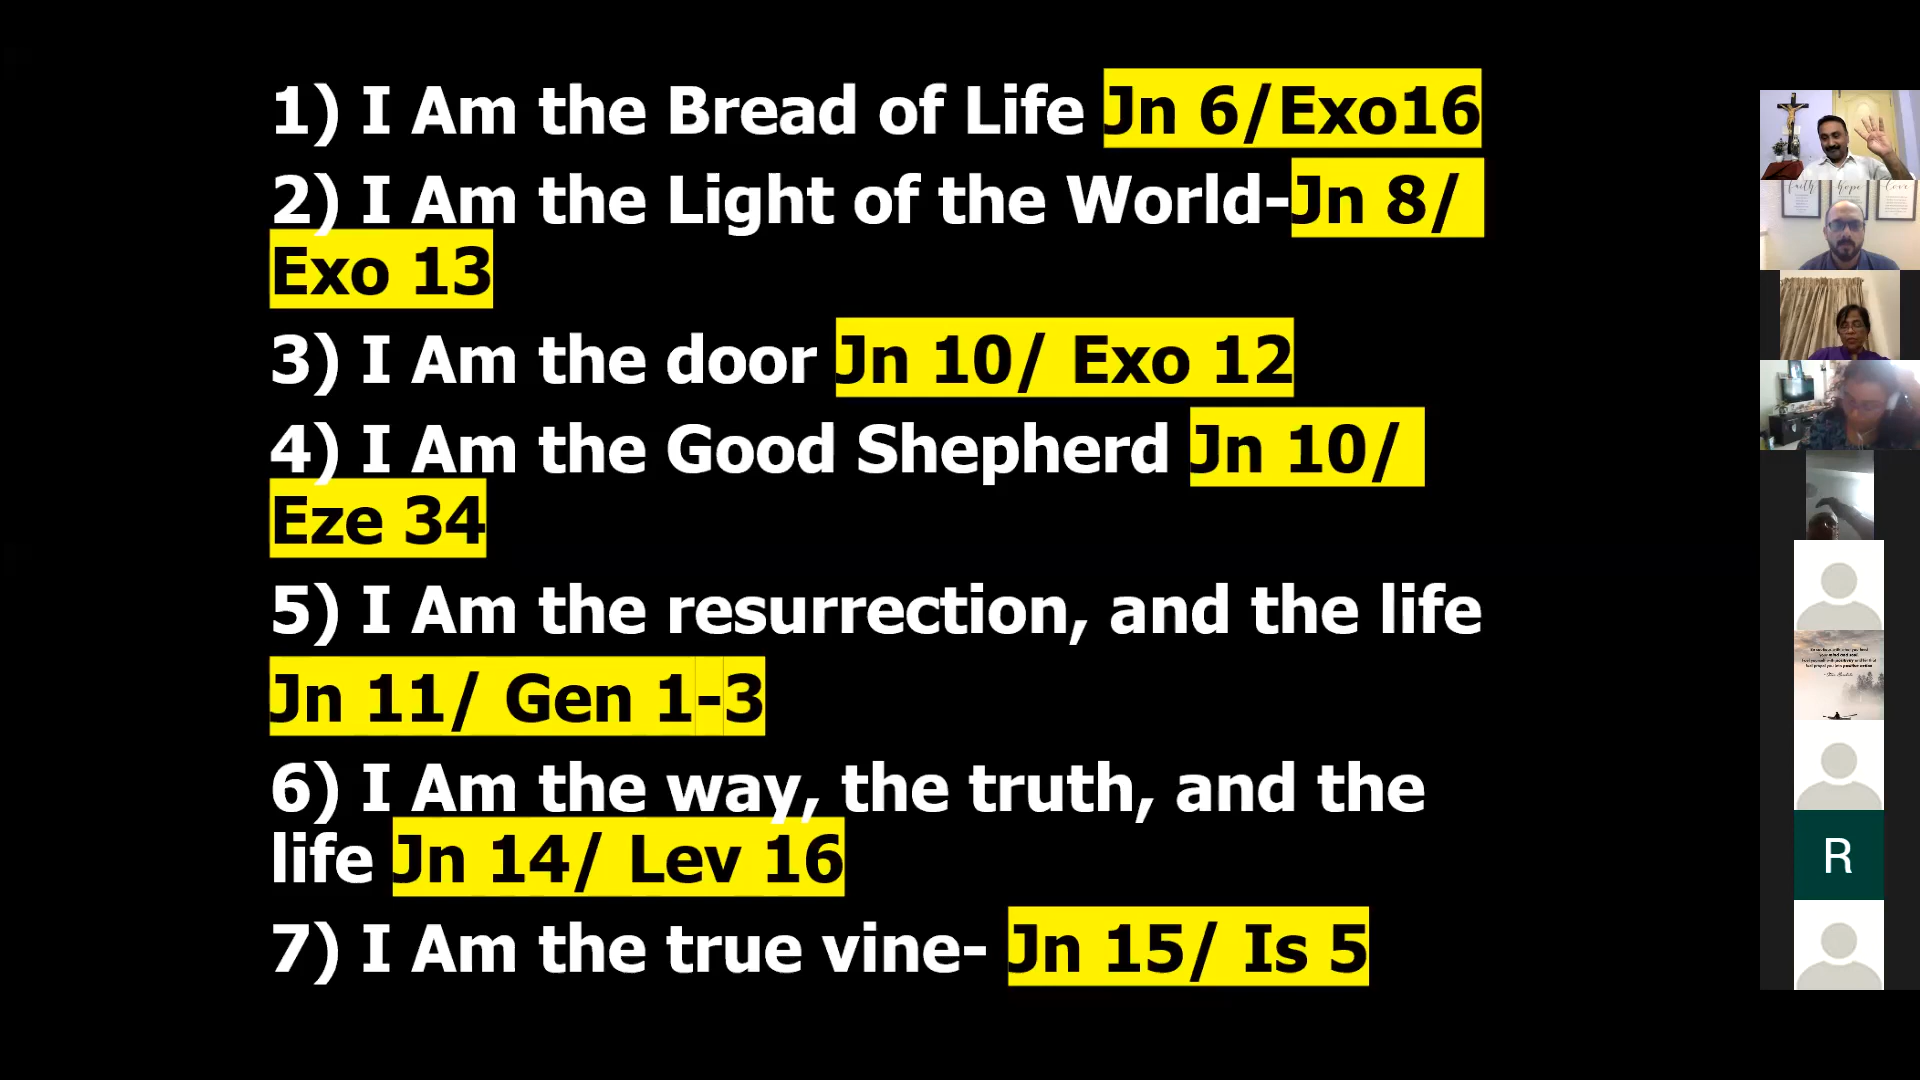 1) I Am the Bread of Life Jn 6/Exo16
2) I Am the Light of the World-Jn 8/
Exo 13
3) I Am the door Jn 10/ Exo 12
4) I Am the Good Shepherd Jn 10/
Eze 34
5) I Am the resurrection, and the life
Jn 11/ Gen 1-3
6) I Am the way, the truth, and the
life Jn 14/ Lev 16
7) I Am the true vine- Jn 15/ Is 5
faith hope love
R